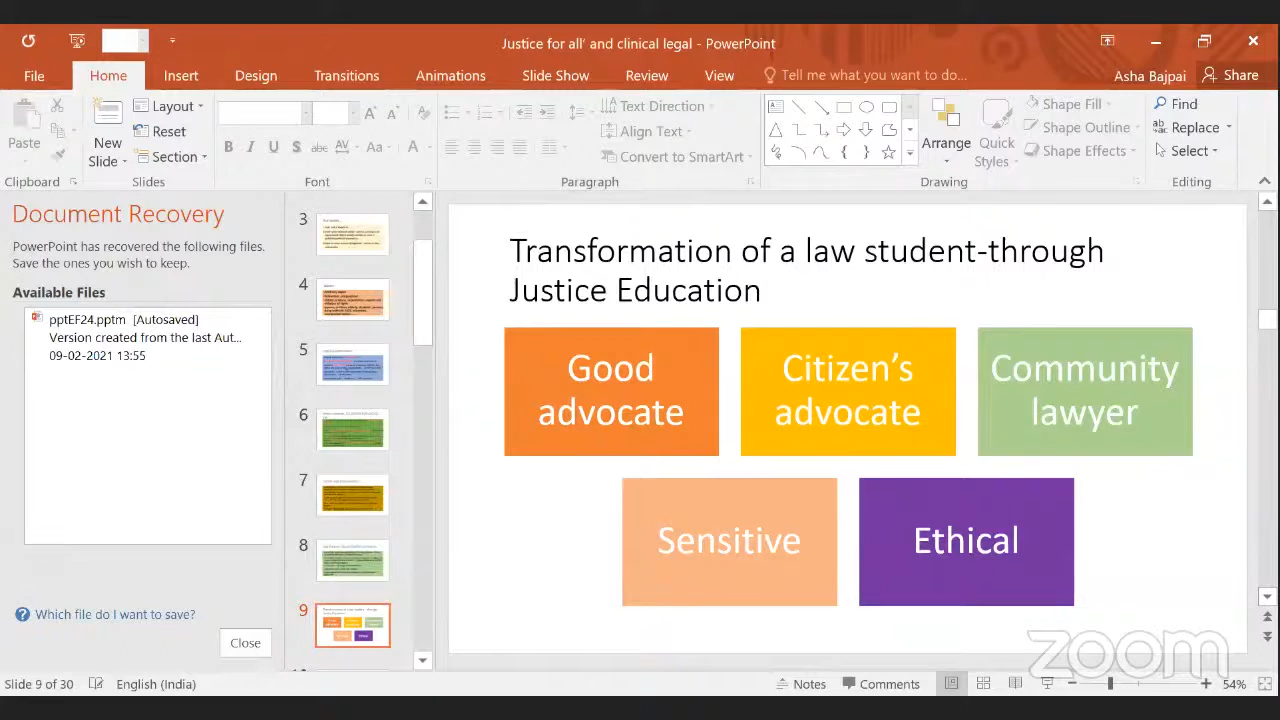 Justice for all' and clinical legal - PowerPoint
File Home Insert Design Transitions Animations Slide Show Review View Tell me what you want to do... Asha Bajpai Share
Paste
New Slide
Layout
Reset
Section
B I U S abc AV Aa A
Text Direction
Align Text
Convert to SmartArt
Arrange
Quick Styles
Shape Fill
Shape Outline
Shape Effects
Find
Replace
Select
Clipboard Slides Font Paragraph Drawing Editing
Document Recovery
PowerPoint has recovered the following files.
Save the ones you wish to keep.
Available Files
[Autosaved]
Version created from the last Aut...
13:55
Which file do I want to save?
Close
3
4
5
6
7
8
9
Transformation of a law student-through
Justice Education
Good
advocate
Citizen's
advocate
Community
lawyer
Sensitive
Ethical
zoom
Slide 9 of 30 English (India) Notes Comments 54%